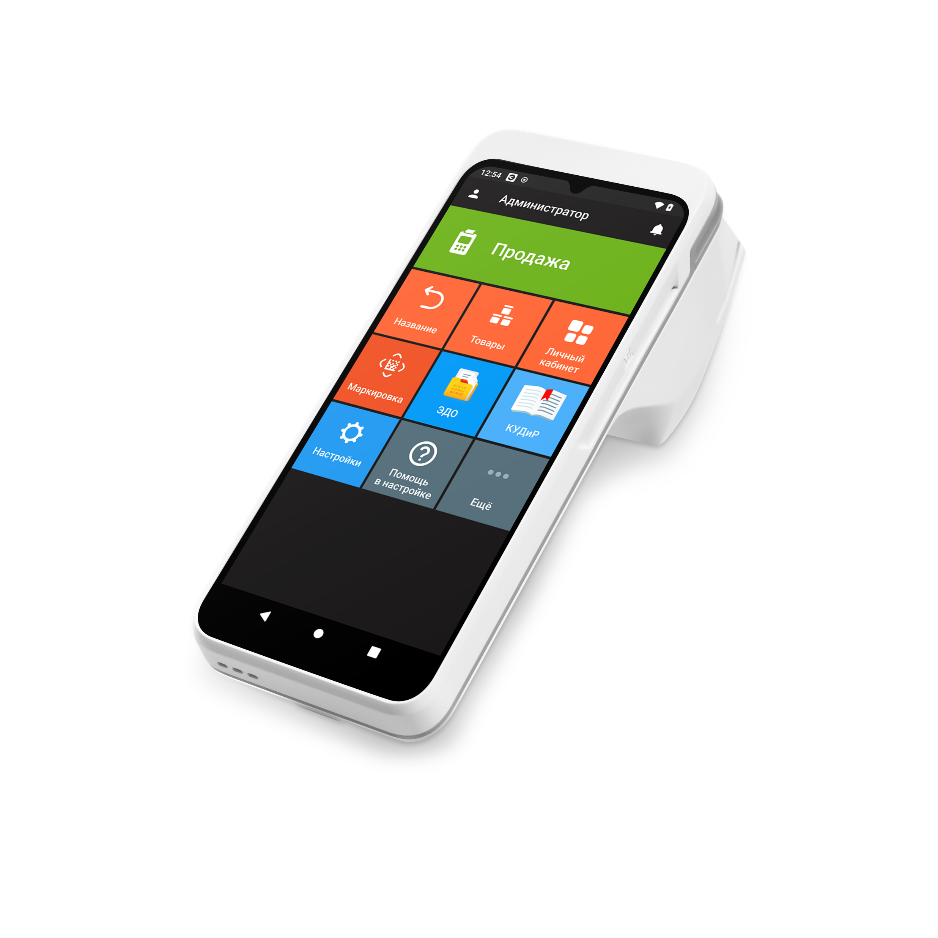 12:54
Администратор
Продажа
Название
Товары
Личный
кабинет
Маркировка
ЭДО
КУДиР
Настройки
Помощь
в настройке
Ещё